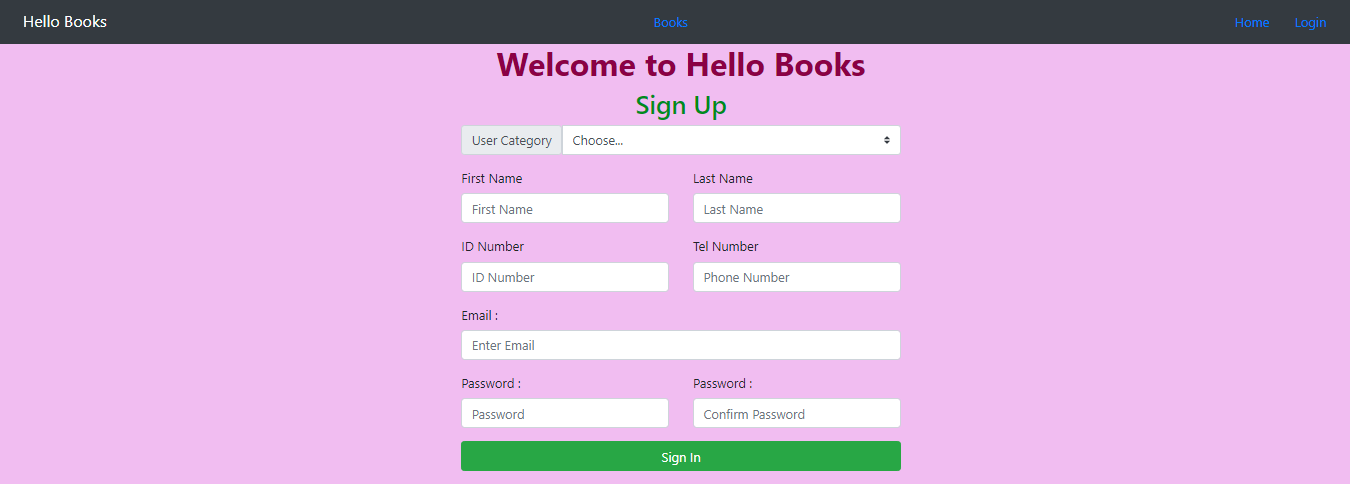 Hello Books Books Home Login
Welcome to Hello Books
Sign Up
User Category Choose...
First Name Last Name
First Name Last Name
ID Number Tel Number
ID Number Phone Number
Email :
Enter Email
Password : Password :
Password Confirm Password
Sign In